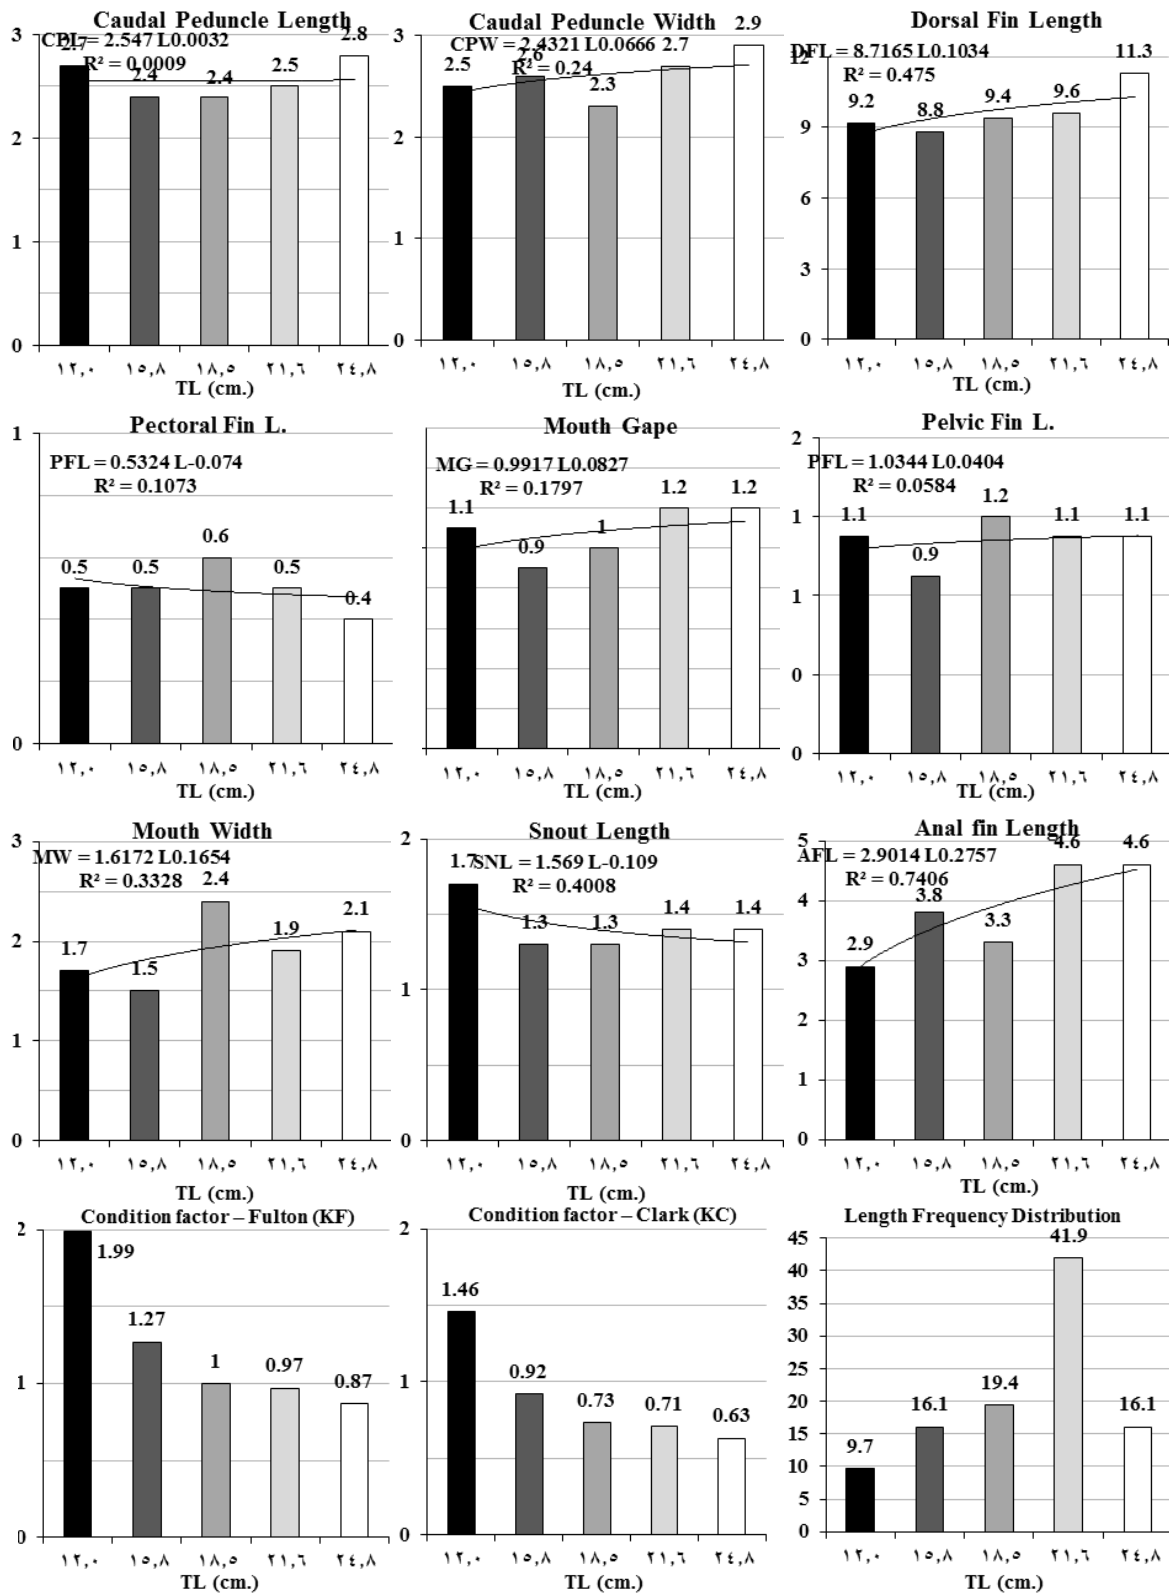 Caudal Peduncle Length
CPL = 2.547 L0.0032
R² = 0.0009
3
2
1
0
2.7
2.4
2.4
2.5
2.8
١٢,٠ ١٥,٨ ١٨,٥ ٢١,٦ ٢٤,٨
TL (cm.)
Caudal Peduncle Width
CPW = 2.4321 L0.0666
R² = 0.24
3
2
1
0
2.5
2.6
2.3
2.7
2.9
١٢,٠ ١٥,٨ ١٨,٥ ٢١,٦ ٢٤,٨
TL (cm.)
Dorsal Fin Length
DFL = 8.7165L0.1034
R² = 0.475
12
9
6
3
0
9.2
8.8
9.4
9.6
11.3
١٢,٠ ١٥,٨ ١٨,٥ ٢١,٦ ٢٤,٨
TL (cm.)
Pectoral Fin L.
PFL = 0.5324 L-0.074
R² = 0.1073
1
0
0.5
0.5
0.6
0.5
0.4
١٢,٠ ١٥,٨ ١٨,٥ ٢١,٦ ٢٤,٨
TL (cm.)
Mouth Gape
MG = 0.9917 L0.0827
R² = 0.1797
1.1
0.9
1
1.2
1.2
١٢,٠ ١٥,٨ ١٨,٥ ٢١,٦ ٢٤,٨
TL (cm.)
Pelvic Fin L.
PFL = 1.0344 L0.0404
R² = 0.0584
2
1
1
0
0
1.1
0.9
1.2
1.1
1.1
١٢,٠ ١٥,٨ ١٨,٥ ٢١,٦ ٢٤,٨
TL (cm.)
Mouth Width
MW = 1.6172 L0.1654
R² = 0.3328
3
2
1
0
1.7
1.5
2.4
1.9
2.1
١٢,٠ ١٥,٨ ١٨,٥ ٢١,٦ ٢٤,٨
TL (cm.)
Snout Length
SNL = 1.569 L-0.109
R² = 0.4008
2
1
0
1.7
1.3
1.3
1.4
1.4
١٢,٠ ١٥,٨ ١٨,٥ ٢١,٦ ٢٤,٨
TL (cm.)
Anal fin Length
AFL = 2.9014 L0.2757
R² = 0.7406
5
4
3
2
1
0
2.9
3.8
3.3
4.6
4.6
١٢,٠ ١٥,٨ ١٨,٥ ٢١,٦ ٢٤,٨
TL (cm.)
Condition factor – Fulton (KF)
2
1
0
1.99
1.27
1
0.97
0.87
١٢,٠ ١٥,٨ ١٨,٥ ٢١,٦ ٢٤,٨
TL (cm.)
Condition factor – Clark (KC)
2
1
0
1.46
0.92
0.73
0.71
0.63
١٢,٠ ١٥,٨ ١٨,٥ ٢١,٦ ٢٤,٨
TL (cm.)
Length Frequency Distribution
45
40
35
30
25
20
15
10
5
0
9.7
16.1
19.4
41.9
16.1
١٢,٠ ١٥,٨ ١٨,٥ ٢١,٦ ٢٤,٨
TL (cm.)